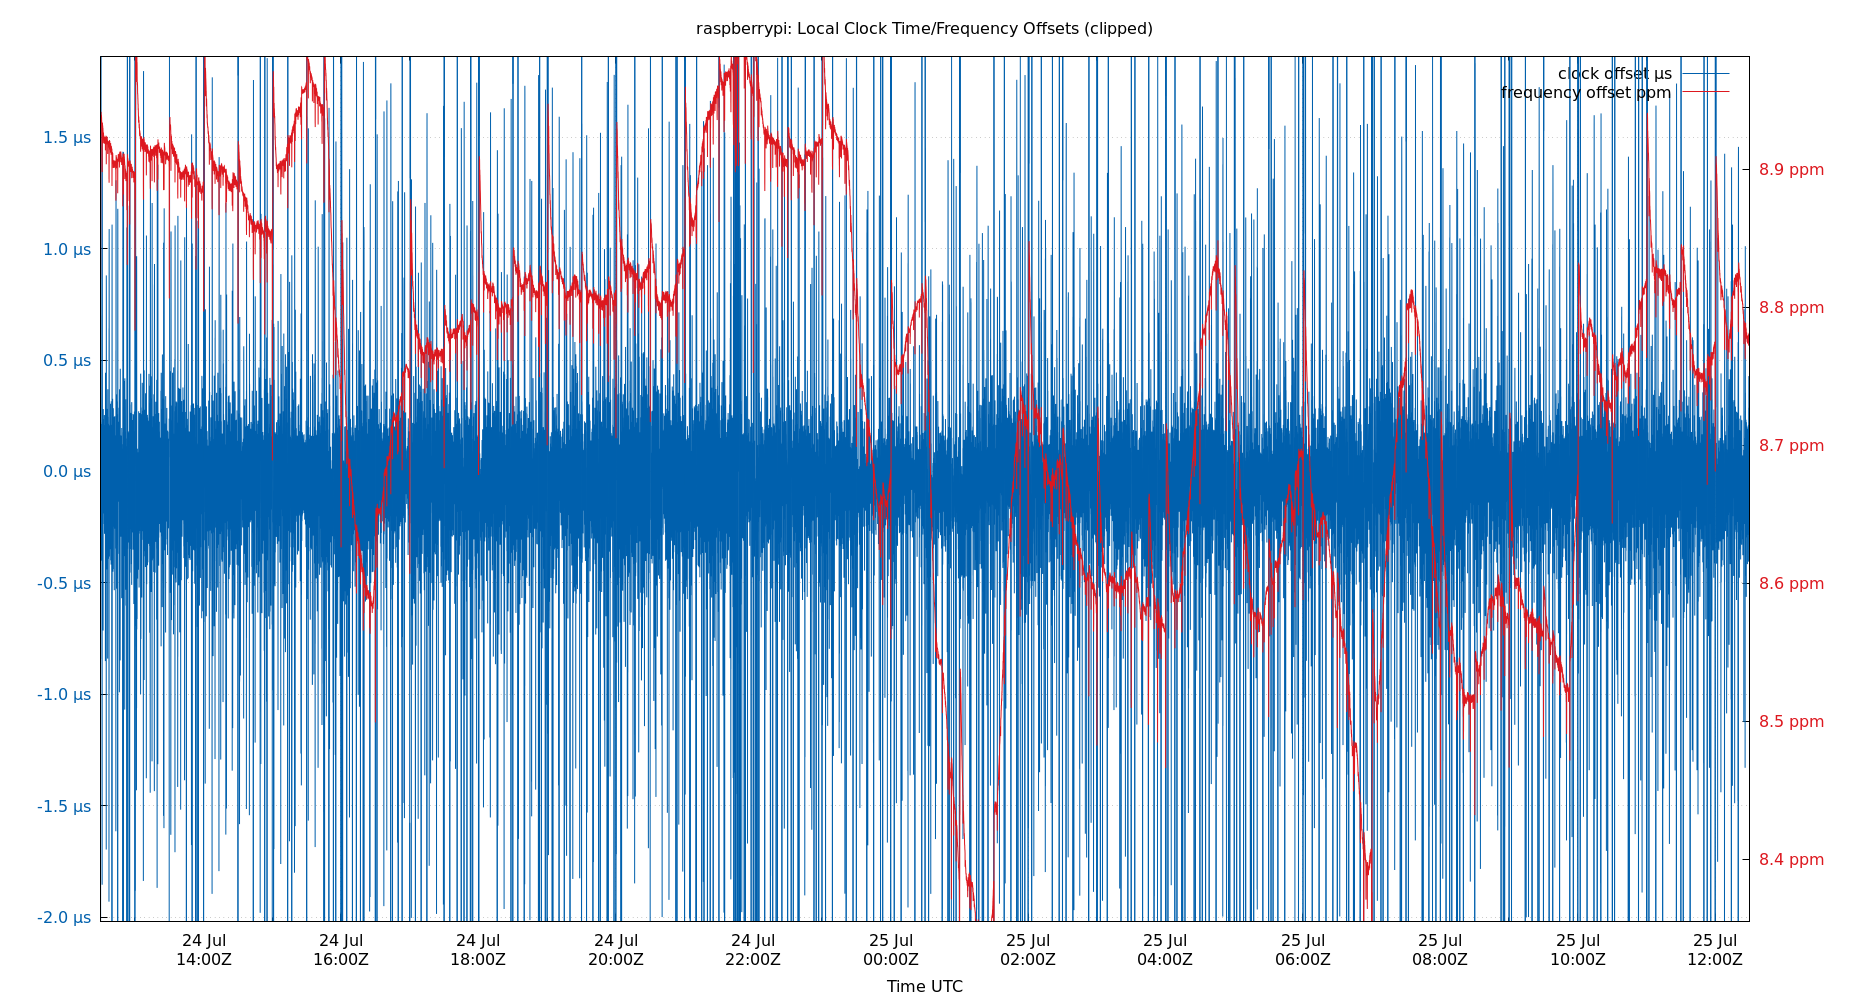 raspberrypi: Local Clock Time/Frequency Offsets (clipped)
clock offset µs
frequency offset ppm
1.5 µs
1.0 µs
0.5 µs
0.0 µs
-0.5 µs
-1.0 µs
-1.5 µs
-2.0 µs
8.9 ppm
8.8 ppm
8.7 ppm
8.6 ppm
8.5 ppm
8.4 ppm
24 Jul
14:00Z
24 Jul
16:00Z
24 Jul
18:00Z
24 Jul
20:00Z
24 Jul
22:00Z
25 Jul
00:00Z
25 Jul
02:00Z
25 Jul
04:00Z
25 Jul
06:00Z
25 Jul
08:00Z
25 Jul
10:00Z
25 Jul
12:00Z
Time UTC